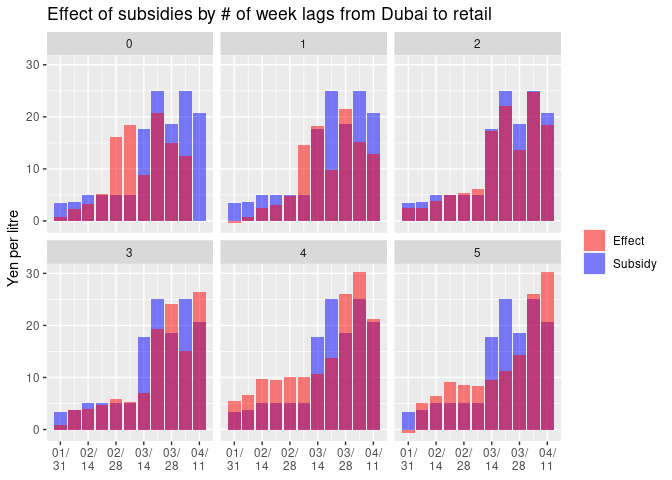 Effect of subsidies by # of week lags from Dubai to retail
0 1 2
30
20
10
0
3 4 5
30
20
10
0
Yen per litre
01/ 02/ 02/ 03/ 03/ 04/ 01/ 02/ 02/ 03/ 03/ 04/ 01/ 02/ 02/ 03/ 03/ 04/
31 14 28 14 28 11 31 14 28 14 28 11 31 14 28 14 28 11
Effect
Subsidy